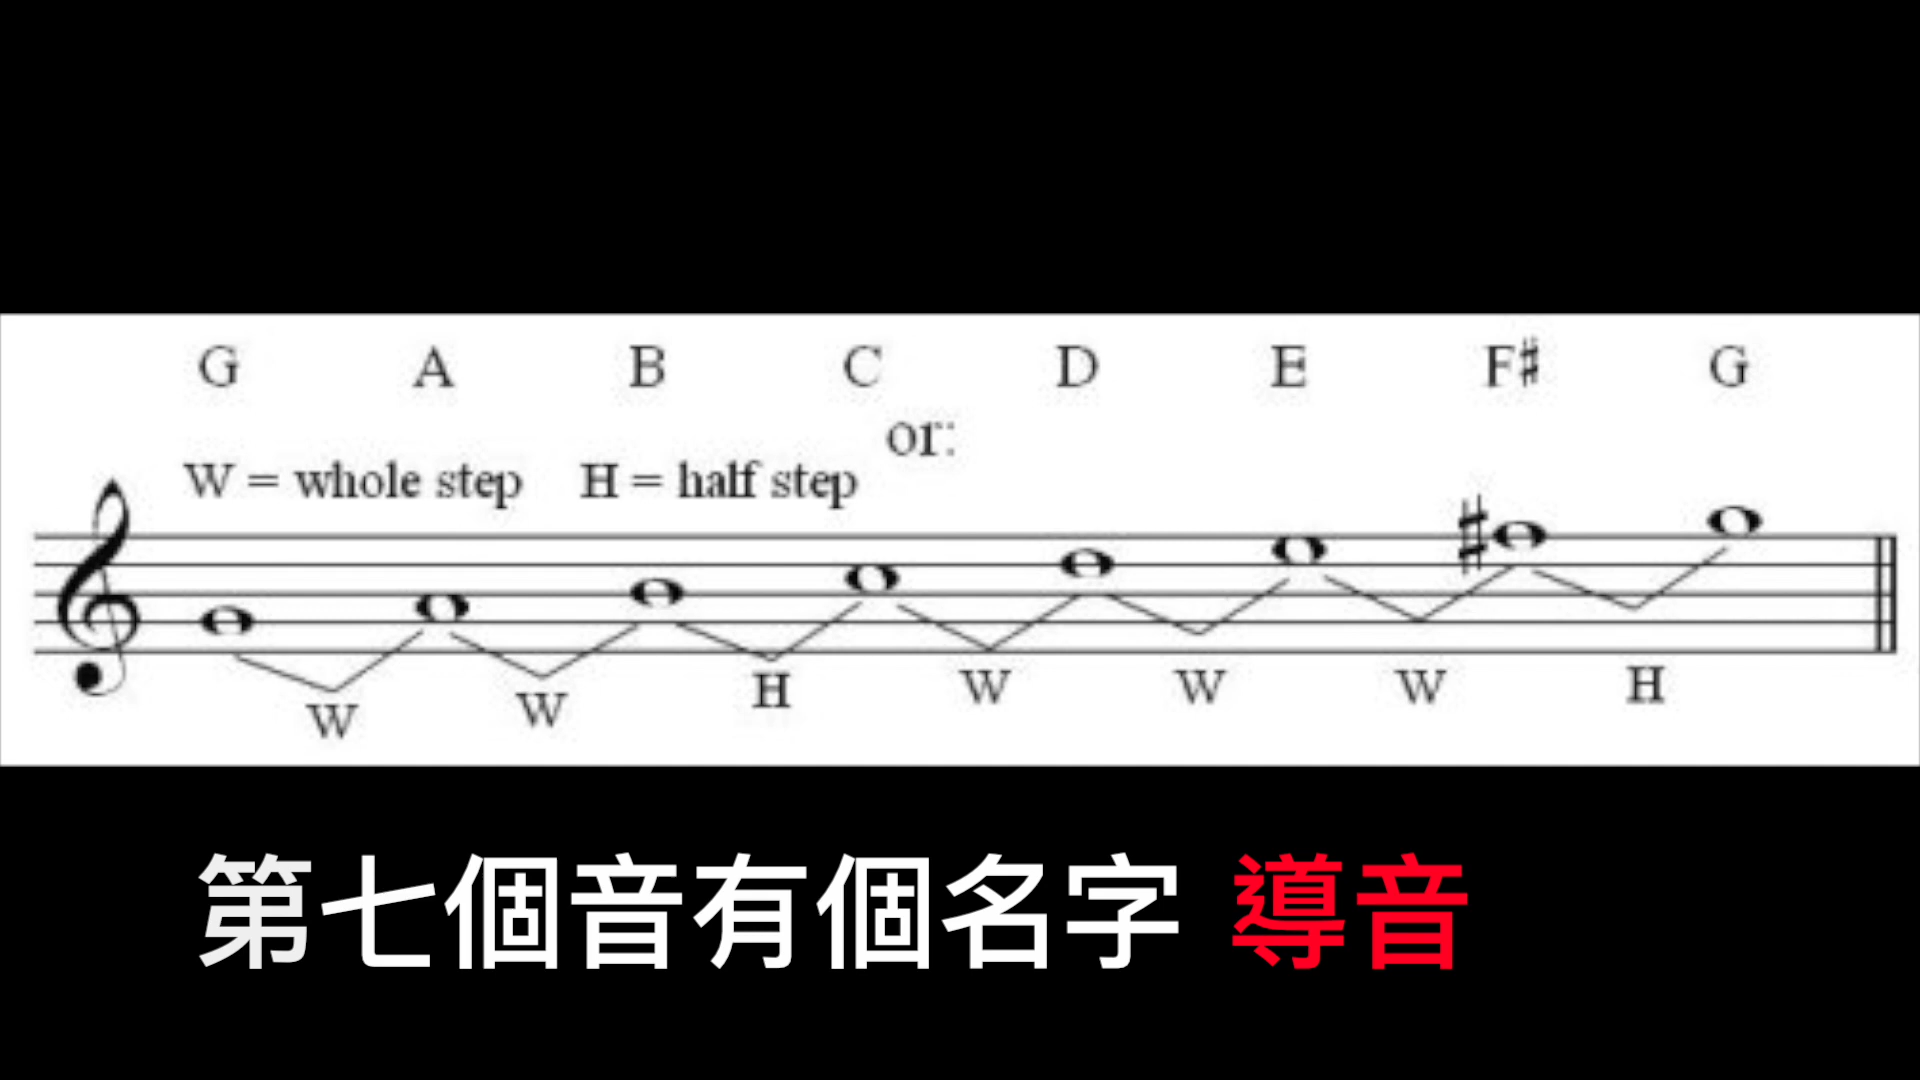 G A B C D E F♯ G
or:
W = whole step H = half step
W W H W W W H
第七個音有個名字 導音